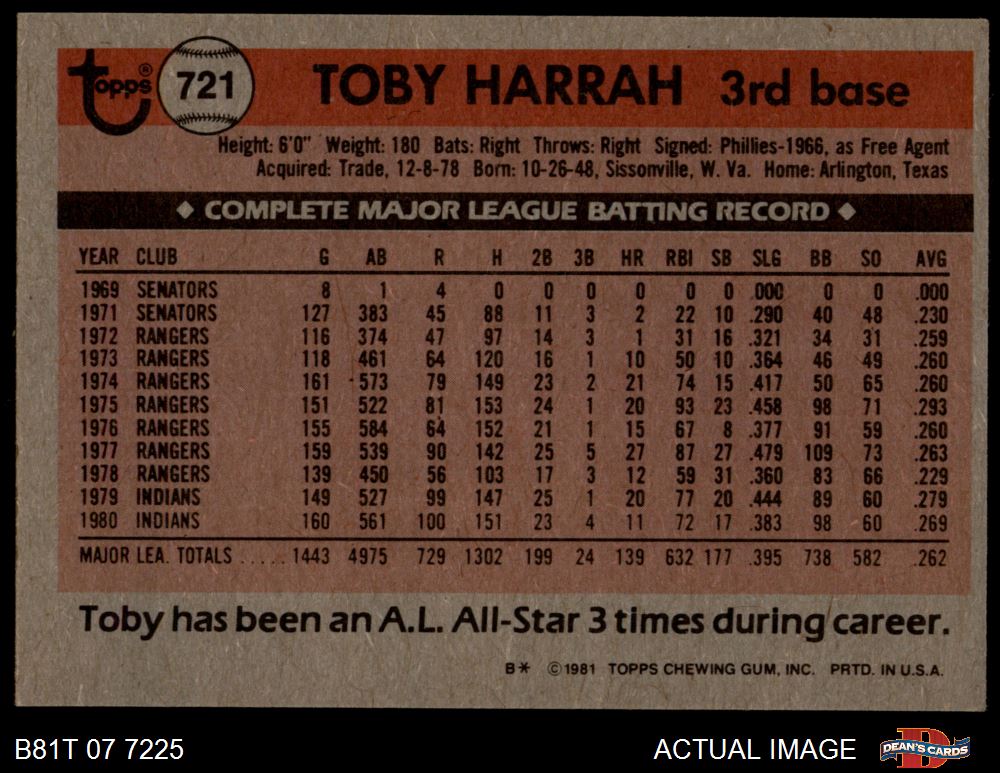 topps® 721 TOBY HARRAH 3rd base
Height: 6'0" Weight: 180 Bats: Right Throws: Right Signed: Phillies-1966, as Free Agent
Acquired: Trade, 12-8-78 Born: 10-26-48, Sissonville, W. Va. Home: Arlington, Texas
◆ COMPLETE MAJOR LEAGUE BATTING RECORD ◆
YEAR CLUB G AB R H 2B 3B HR RBI SB SLG BB SO AVG
1969 SENATORS 8 1 4 0 0 0 0 0 0 .000 0 0 .000
1971 SENATORS 127 383 45 88 11 3 2 22 10 .290 40 48 .230
1972 RANGERS 116 374 47 97 14 3 1 31 16 .321 34 31 .259
1973 RANGERS 118 461 64 120 16 1 10 50 10 .364 46 49 .260
1974 RANGERS 161 573 79 149 23 2 21 74 15 .417 50 65 .260
1975 RANGERS 151 522 81 153 24 1 20 93 23 .458 98 71 .293
1976 RANGERS 155 584 64 152 21 1 15 67 8 .377 91 59 .260
1977 RANGERS 159 539 90 142 25 5 27 87 27 .479 109 73 .263
1978 RANGERS 139 450 56 103 17 3 12 59 31 .360 83 66 .229
1979 INDIANS 149 527 99 147 25 1 20 77 20 .444 89 60 .279
1980 INDIANS 160 561 100 151 23 4 11 72 17 .383 98 60 .269
MAJOR LEA. TOTALS ..... 1443 4975 729 1302 199 24 139 632 177 .395 738 582 .262
Toby has been an A.L. All-Star 3 times during career.
B* ©1981 TOPPS CHEWING GUM, INC. PRTD. IN U.S.A.
B81T 07 7225 ACTUAL IMAGE DEAN'S CARDS